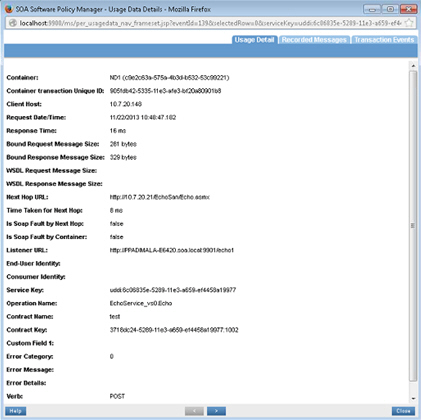 SOA Software Policy Manager - Usage Data Details - Mozilla Firefox
localhost:9900/ms/per_usagedata_nav_frameset.jsp?eventId=139&selectedRow=0&serviceKey=uddi:6c06835e-5289-11e3-a659-ef4
Usage Detail Recorded Messages Transaction Events
Container: ND1 (c9e2c63a-575a-4b3d-b532-53c99221)
Container transaction Unique ID: 905fdb42-5335-11e3-afe3-bf20a80901b8
Client Host: 10.7.20.148
Request Date/Time: 11/22/2013 10:48:47.182
Response Time: 16 ms
Bound Request Message Size: 281 bytes
Bound Response Message Size: 329 bytes
WSDL Request Message Size:
WSDL Response Message Size:
Next Hop URL: http://10.7.20.21/EchoSan/Echo.asmx
Time Taken for Next Hop: 8 ms
Is Soap Fault by Next Hop: false
Is Soap Fault by Container: false
Listener URL: http://PPADIMALA-E6420.soa.local:9901/echo1
End-User Identity:
Consumer Identity:
Service Key: uddi:6c06835e-5289-11e3-a659-ef4458a19977
Operation Name: EchoService_vs0.Echo
Contract Name: test
Contract Key: 3716dc24-5289-11e3-a659-ef4458a19977:1002
Custom Field 1:
Error Category: 0
Error Message:
Error Details:
Verb: POST
Help < > Close